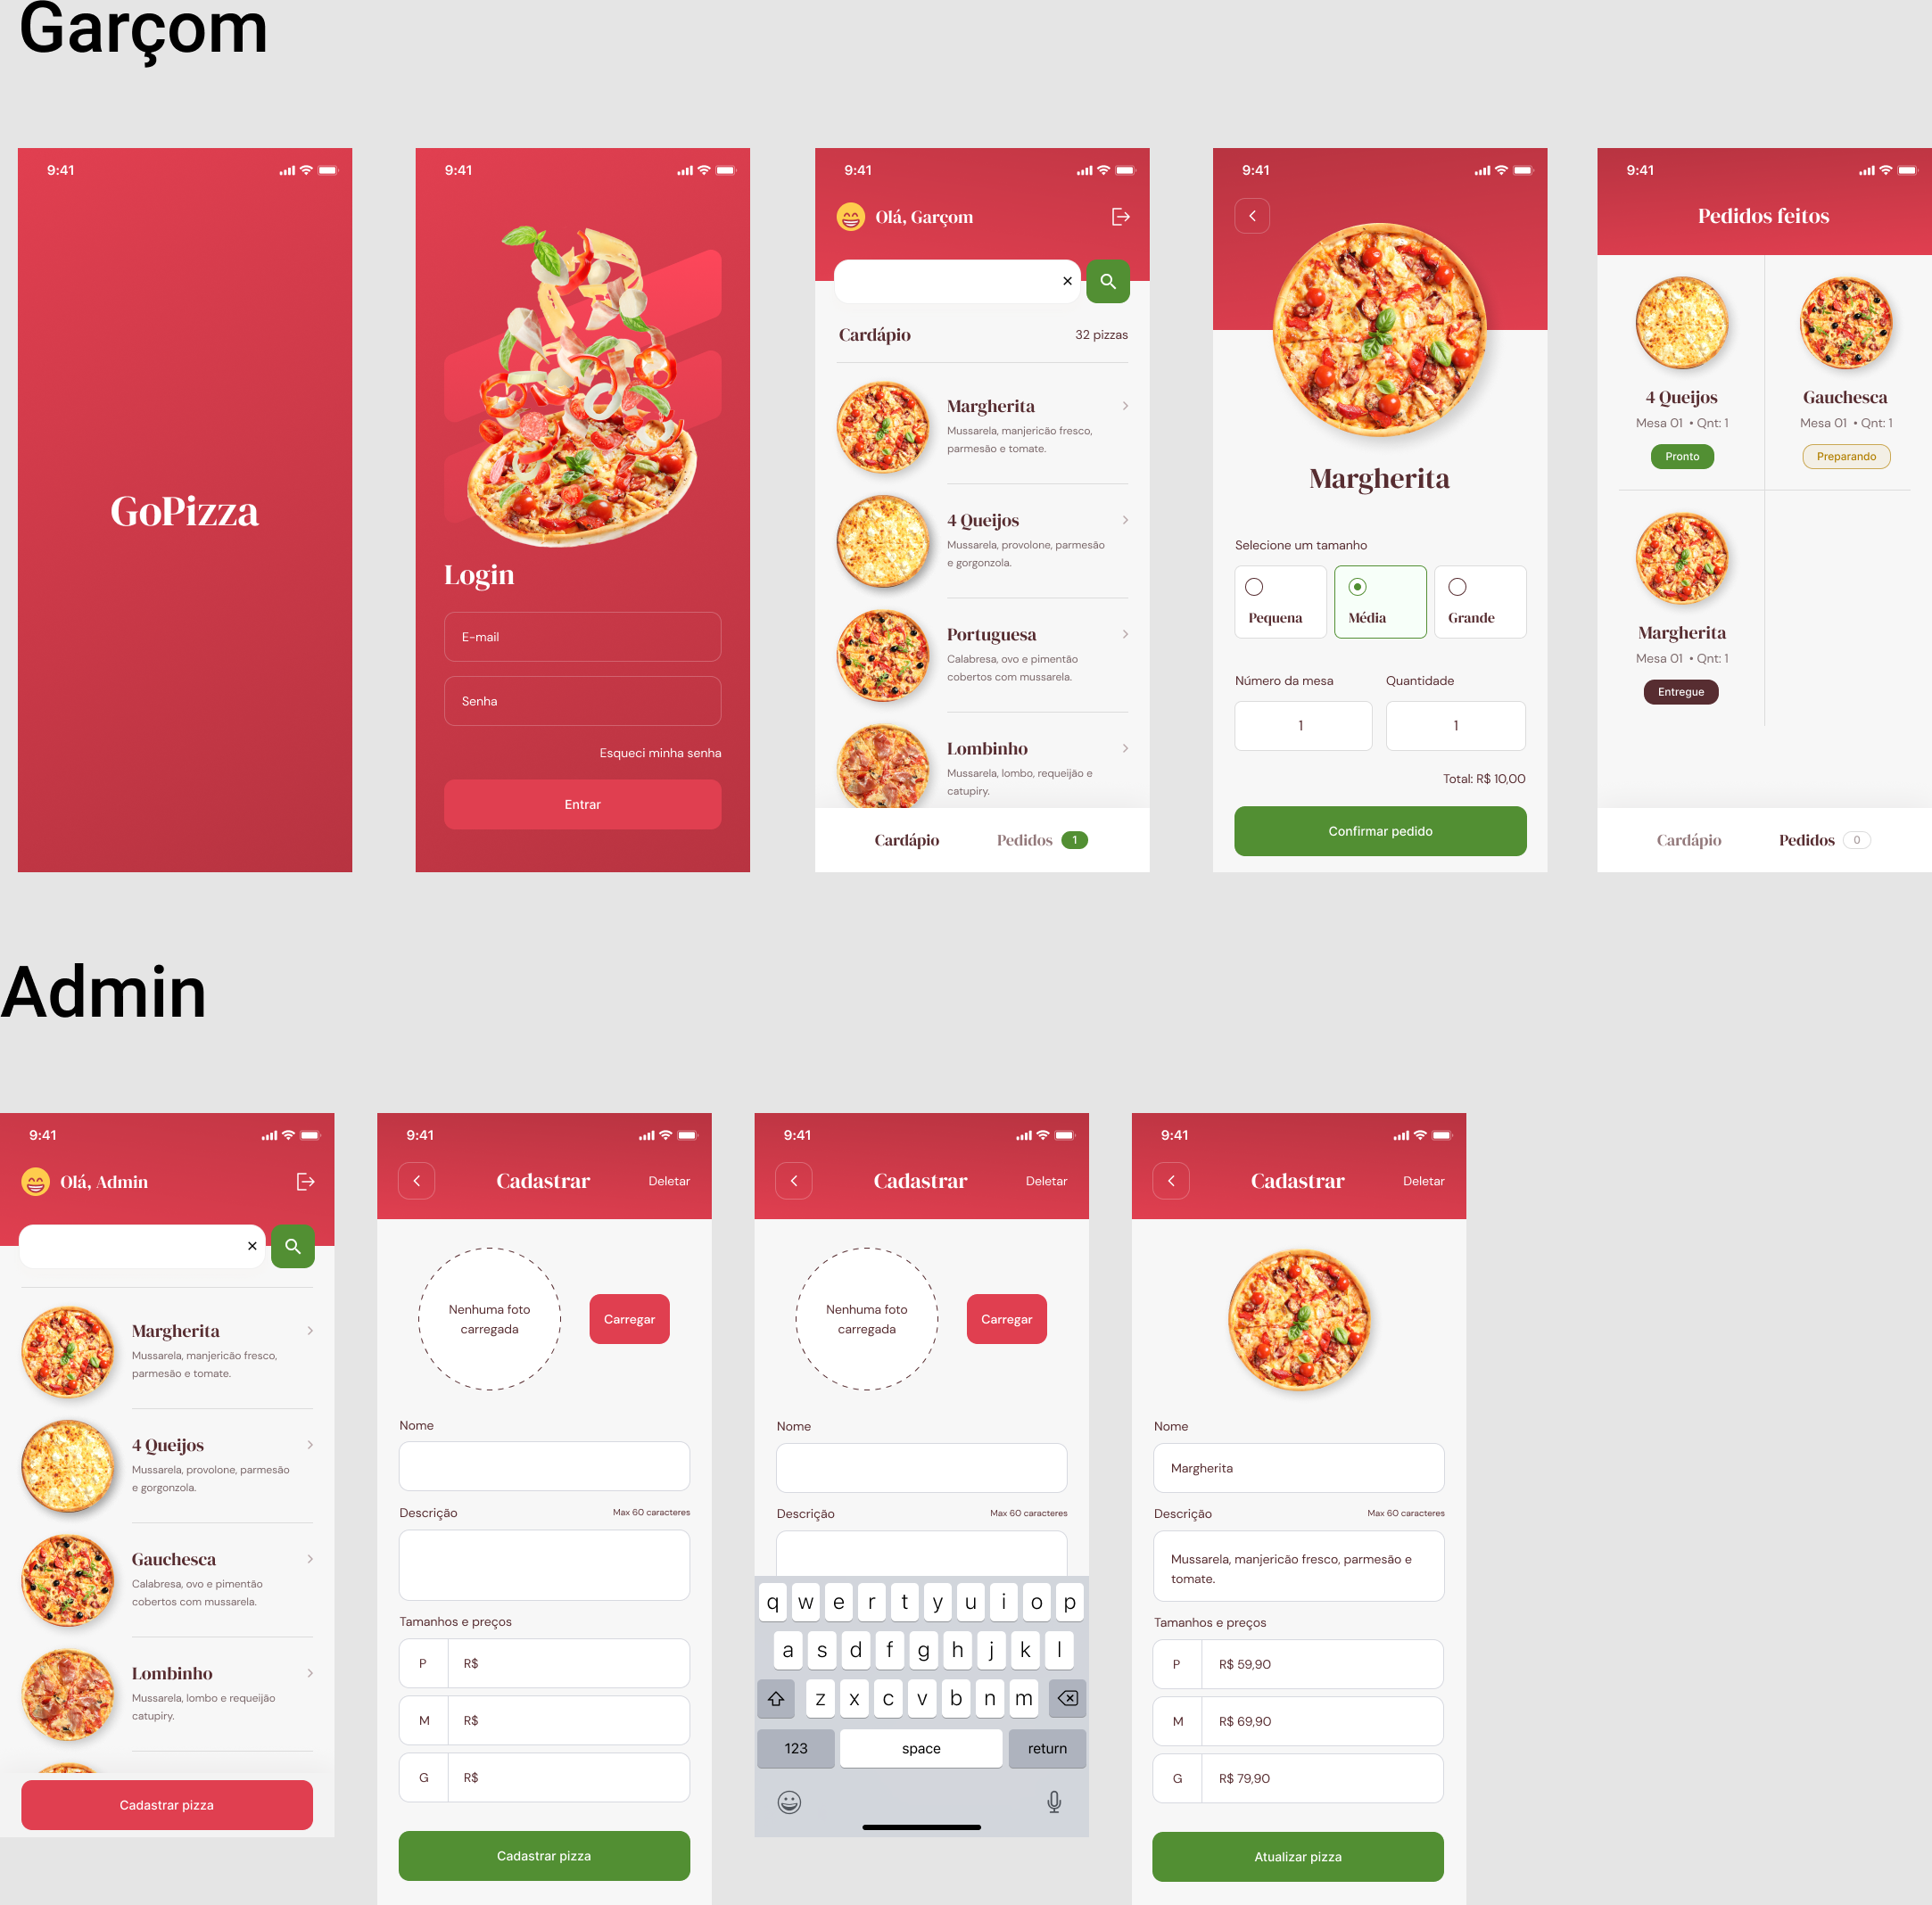 Garçom
9:41
GoPizza
9:41
Login
E-mail
Senha
Esqueci minha senha
Entrar
9:41
Olá, Garçom
Cardápio
32 pizzas
Margherita
Mussarela, manjericão fresco,
parmesão e tomate.
4 Queijos
Mussarela, provolone, parmesão
e gorgonzola.
Portuguesa
Calabresa, ovo e pimentão
cobertos com mussarela.
Lombinho
Mussarela, lombo, requeijão e
catupiry.
Cardápio
Pedidos 1
9:41
Margherita
Selecione um tamanho
Pequena
Média
Grande
Número da mesa
Quantidade
1
1
Total: R$ 10,00
Confirmar pedido
9:41
Pedidos feitos
4 Queijos
Mesa 01 • Qnt: 1
Pronto
Gauchesca
Mesa 01 • Qnt: 1
Preparando
Margherita
Mesa 01 • Qnt: 1
Entregue
Cardápio
Pedidos 0
Admin
9:41
Olá, Admin
Margherita
Mussarela, manjericão fresco,
parmesão e tomate.
4 Queijos
Mussarela, provolone, parmesão
e gorgonzola.
Gauchesca
Calabresa, ovo e pimentão
cobertos com mussarela.
Lombinho
Mussarela, lombo e requeijão
catupiry.
Cadastrar pizza
9:41
Cadastrar
Deletar
Nenhuma foto
carregada
Carregar
Nome
Descrição
Max 60 caracteres
Tamanhos e preços
P R$
M R$
G R$
Cadastrar pizza
9:41
Cadastrar
Deletar
Nenhuma foto
carregada
Carregar
Nome
Descrição
Max 60 caracteres
q w e r t y u i o p
a s d f g h j k l
z x c v b n m
123 space return
9:41
Cadastrar
Deletar
Nome
Margherita
Descrição
Max 60 caracteres
Mussarela, manjericão fresco, parmesão e
tomate.
Tamanhos e preços
P R$ 59,90
M R$ 69,90
G R$ 79,90
Atualizar pizza